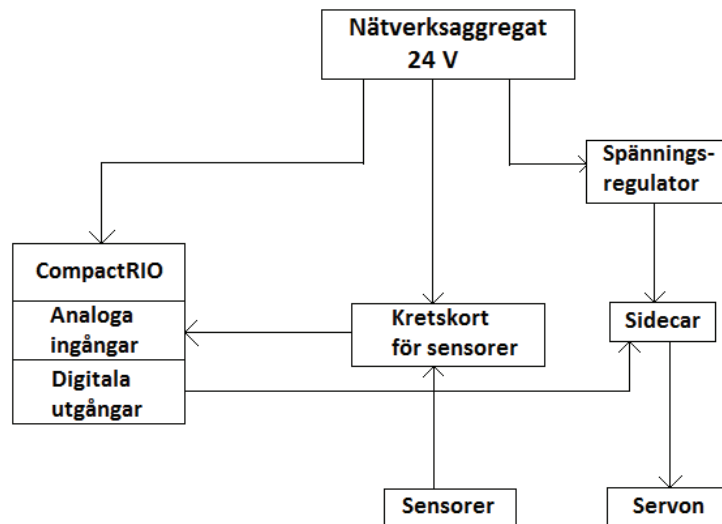 Nätverksaggregat
24 V
Spännings-
regulator
CompactRIO
Analoga
ingångar
Digitala
utgångar
Kretskort
för sensorer
Sidecar
Sensorer
Servon